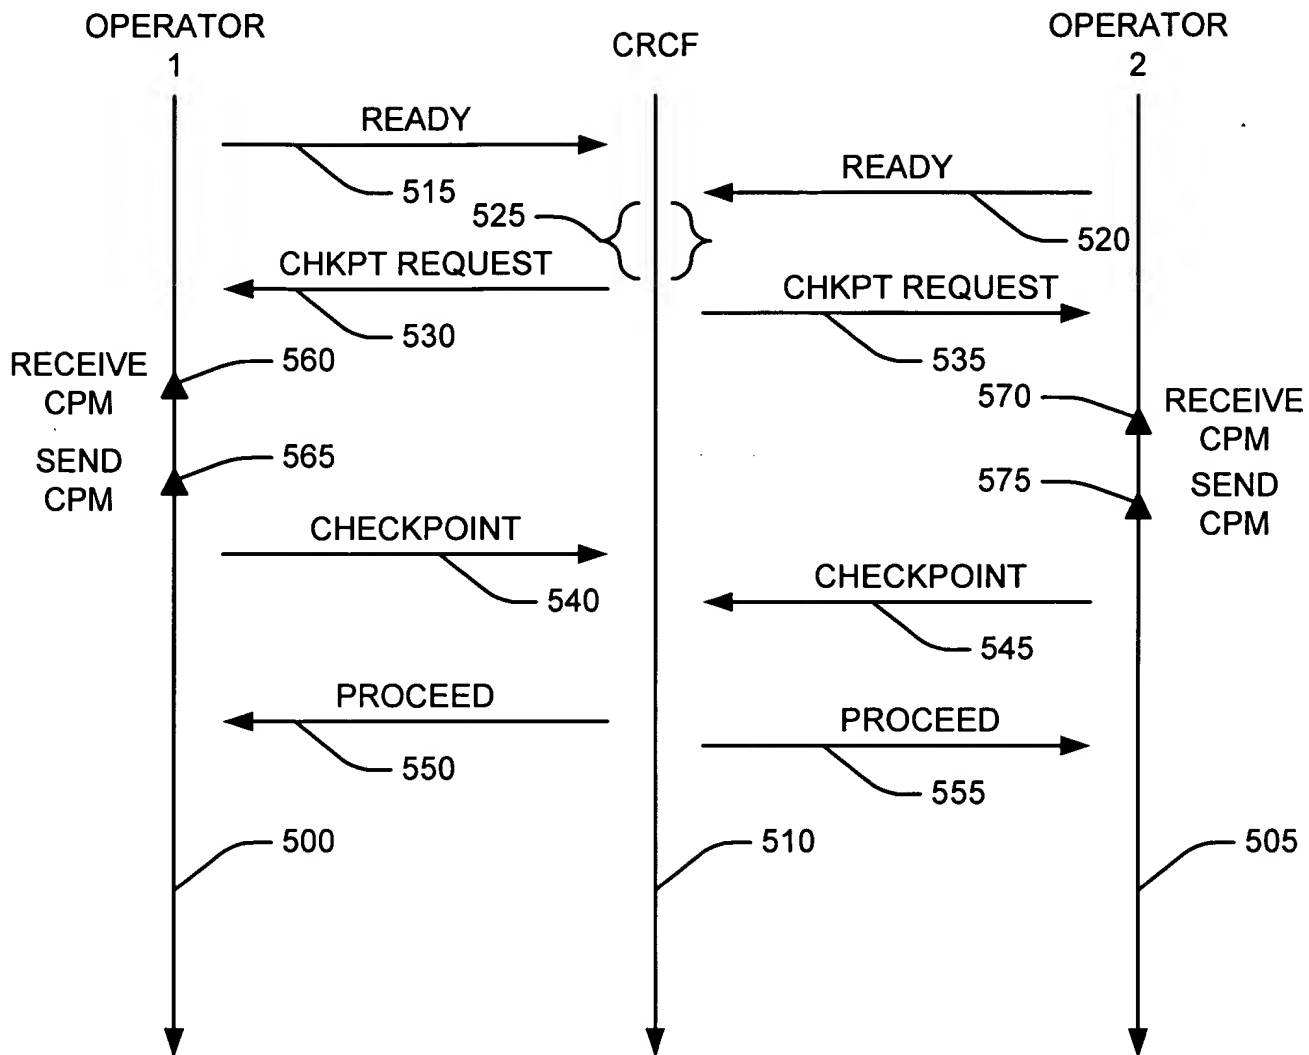 OPERATOR
1
CRCF
OPERATOR
2
READY
515
READY
520
525
CHKPT REQUEST
530
CHKPT REQUEST
535
RECEIVE
CPM
560
570
RECEIVE
CPM
SEND
CPM
565
575
SEND
CPM
CHECKPOINT
540
CHECKPOINT
545
PROCEED
550
PROCEED
555
500
510
505